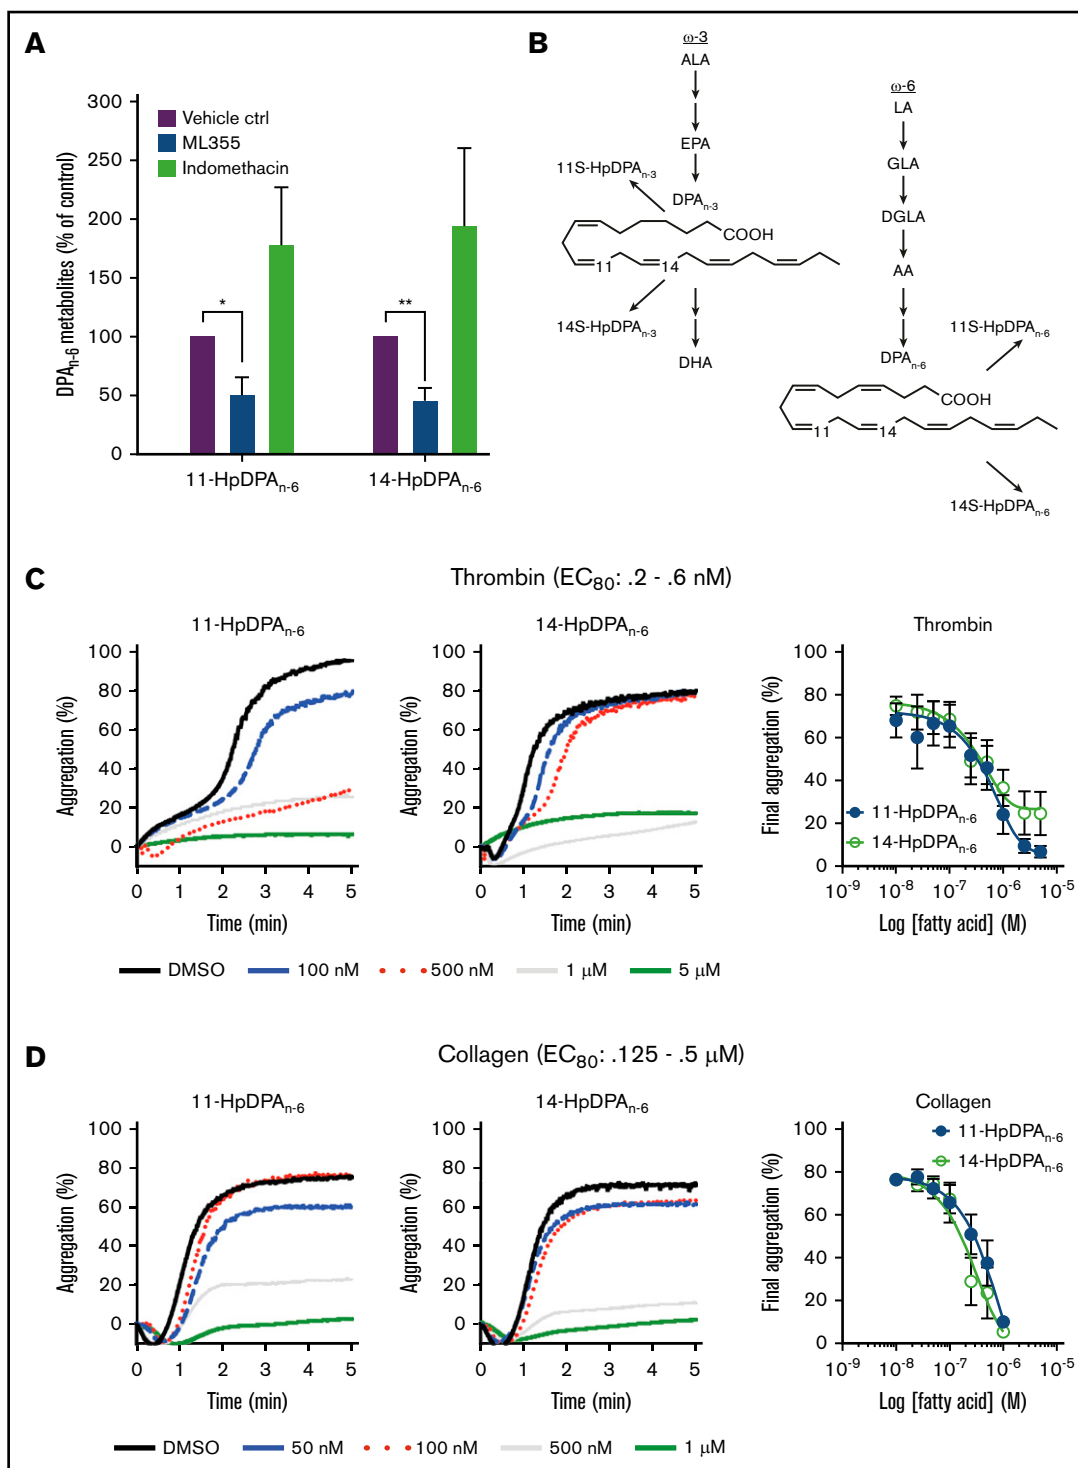 A
300
250
200
150
100
50
0
DPAn-6 metabolites (% of control)
Vehicle ctrl
ML355
Indomethacin
*
**
11-HpDPAn-6
14-HpDPAn-6
B
ω-3
ALA
EPA
11S-HpDPAn-3
DPAn-3
COOH
11
14
14S-HpDPAn-3
DHA
ω-6
LA
GLA
DGLA
AA
DPAn-6
11S-HpDPAn-6
COOH
11
14
14S-HpDPAn-6
C
Thrombin (EC80: .2 - .6 nM)
11-HpDPAn-6
100
80
60
40
20
0
Aggregation (%)
0 1 2 3 4 5
Time (min)
14-HpDPAn-6
100
80
60
40
20
0
Aggregation (%)
0 1 2 3 4 5
Time (min)
Thrombin
100
80
60
40
20
0
Final aggregation (%)
11-HpDPAn-6
14-HpDPAn-6
10-9 10-8 10-7 10-6 10-5
Log [fatty acid] (M)
DMSO 100 nM 500 nM 1 μM 5 μM
D
Collagen (EC80: .125 - .5 μM)
11-HpDPAn-6
100
80
60
40
20
0
Aggregation (%)
0 1 2 3 4 5
Time (min)
14-HpDPAn-6
100
80
60
40
20
0
Aggregation (%)
0 1 2 3 4 5
Time (min)
Collagen
11-HpDPAn-6
14-HpDPAn-6
100
80
60
40
20
0
Final aggregation (%)
10-9 10-8 10-7 10-6 10-5
Log [fatty acid] (M)
DMSO 50 nM 100 nM 500 nM 1 μM